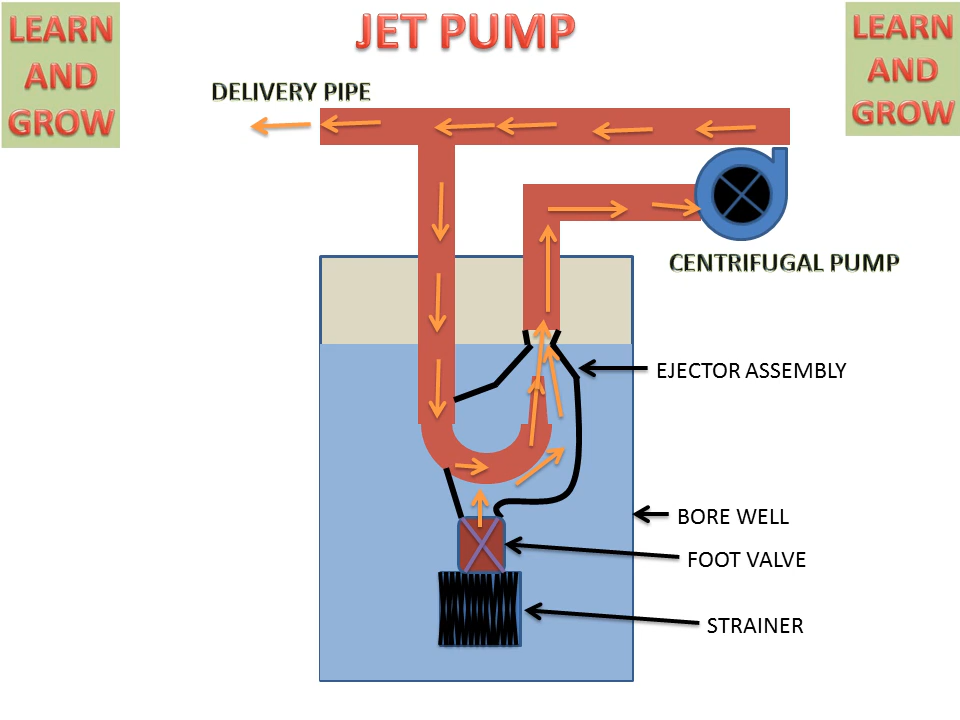 LEARN
AND
GROW
JET PUMP
LEARN
AND
GROW
DELIVERY PIPE
CENTRIFUGAL PUMP
EJECTOR ASSEMBLY
BORE WELL
FOOT VALVE
STRAINER